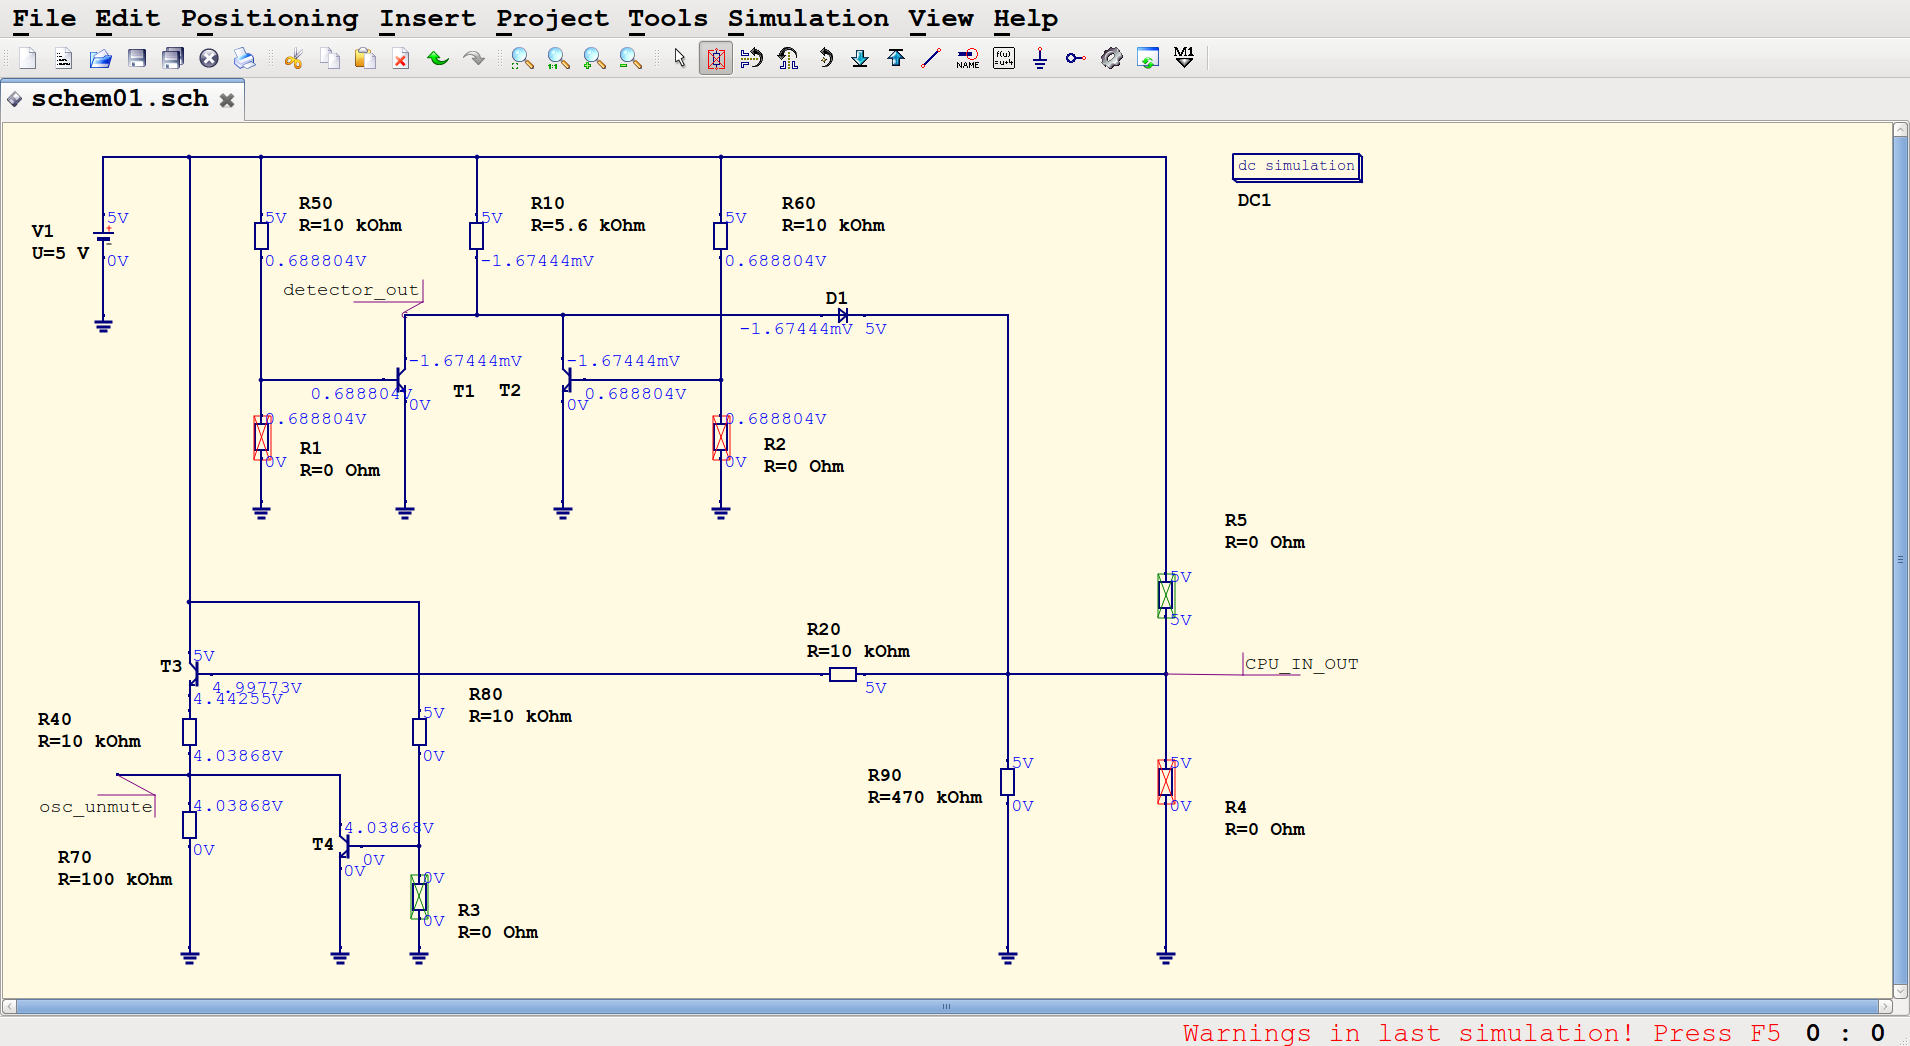 File Edit Positioning Insert Project Tools Simulation View Help
NAME
f(u)
=u+4
M1
1:1
schem01.sch
dc simulation
DC1
V1
U=5 V
5V
0V
R50
R=10 kOhm
5V
0.688804V
R10
R=5.6 kOhm
5V
-1.67444mV
R60
R=10 kOhm
5V
0.688804V
detector_out
D1
-1.67444mV 5V
-1.67444mV
0.688804V
0V
T1 T2
-1.67444mV
0.688804V
0V
0.688804V
R1
R=0 Ohm
0V
0.688804V
R2
R=0 Ohm
0V
R5
R=0 Ohm
5V
5V
R20
R=10 kOhm
5V
CPU_IN_OUT
T3
5V
4.99773V
4.44255V
R40
R=10 kOhm
4.03868V
R80
R=10 kOhm
5V
0V
osc_unmute
4.03868V
0V
R70
R=100 kOhm
T4
4.03868V
0V
0V
0V
R3
R=0 Ohm
0V
R90
R=470 kOhm
5V
0V
5V
0V
R4
R=0 Ohm
Warnings in last simulation! Press F5 0 : 0